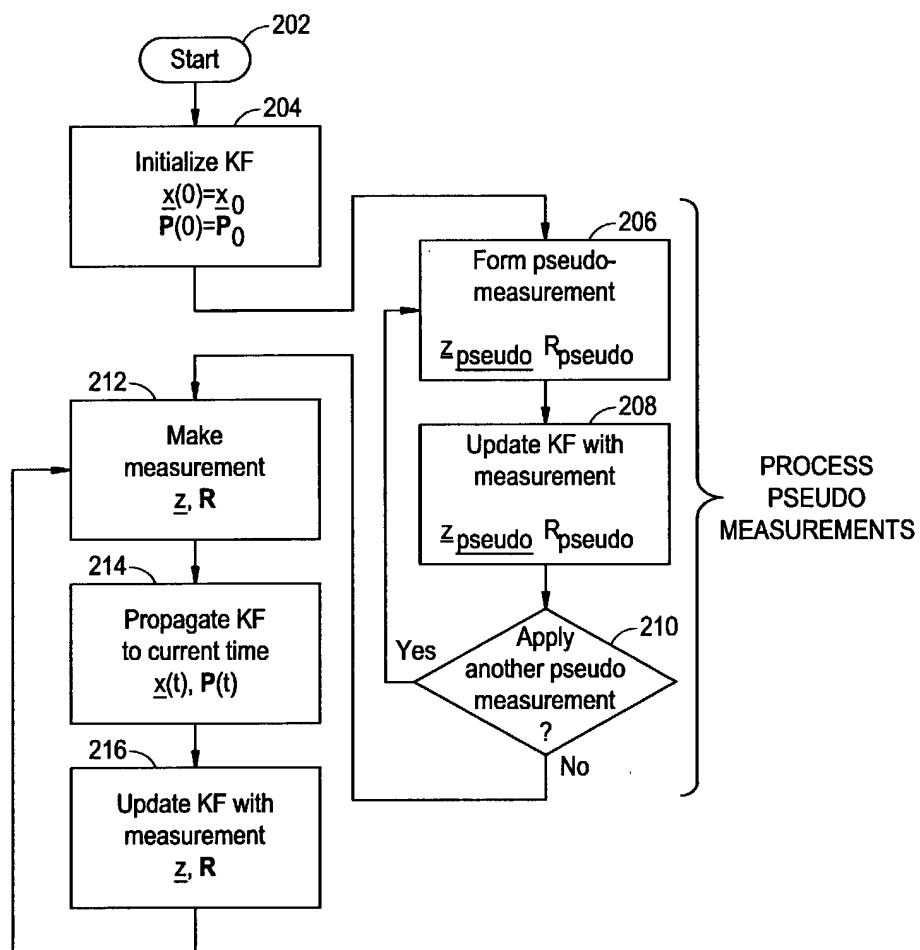 202
Start
204
Initialize KF
x(0)=x0
P(0)=P0
206
Form pseudo-
measurement
zpseudo Rpseudo
208
Update KF with
measurement
zpseudo Rpseudo
210
Apply
another pseudo
measurement
?
Yes
No
PROCESS
PSEUDO
MEASUREMENTS
212
Make
measurement
z, R
214
Propagate KF
to current time
x(t), P(t)
216
Update KF with
measurement
z, R